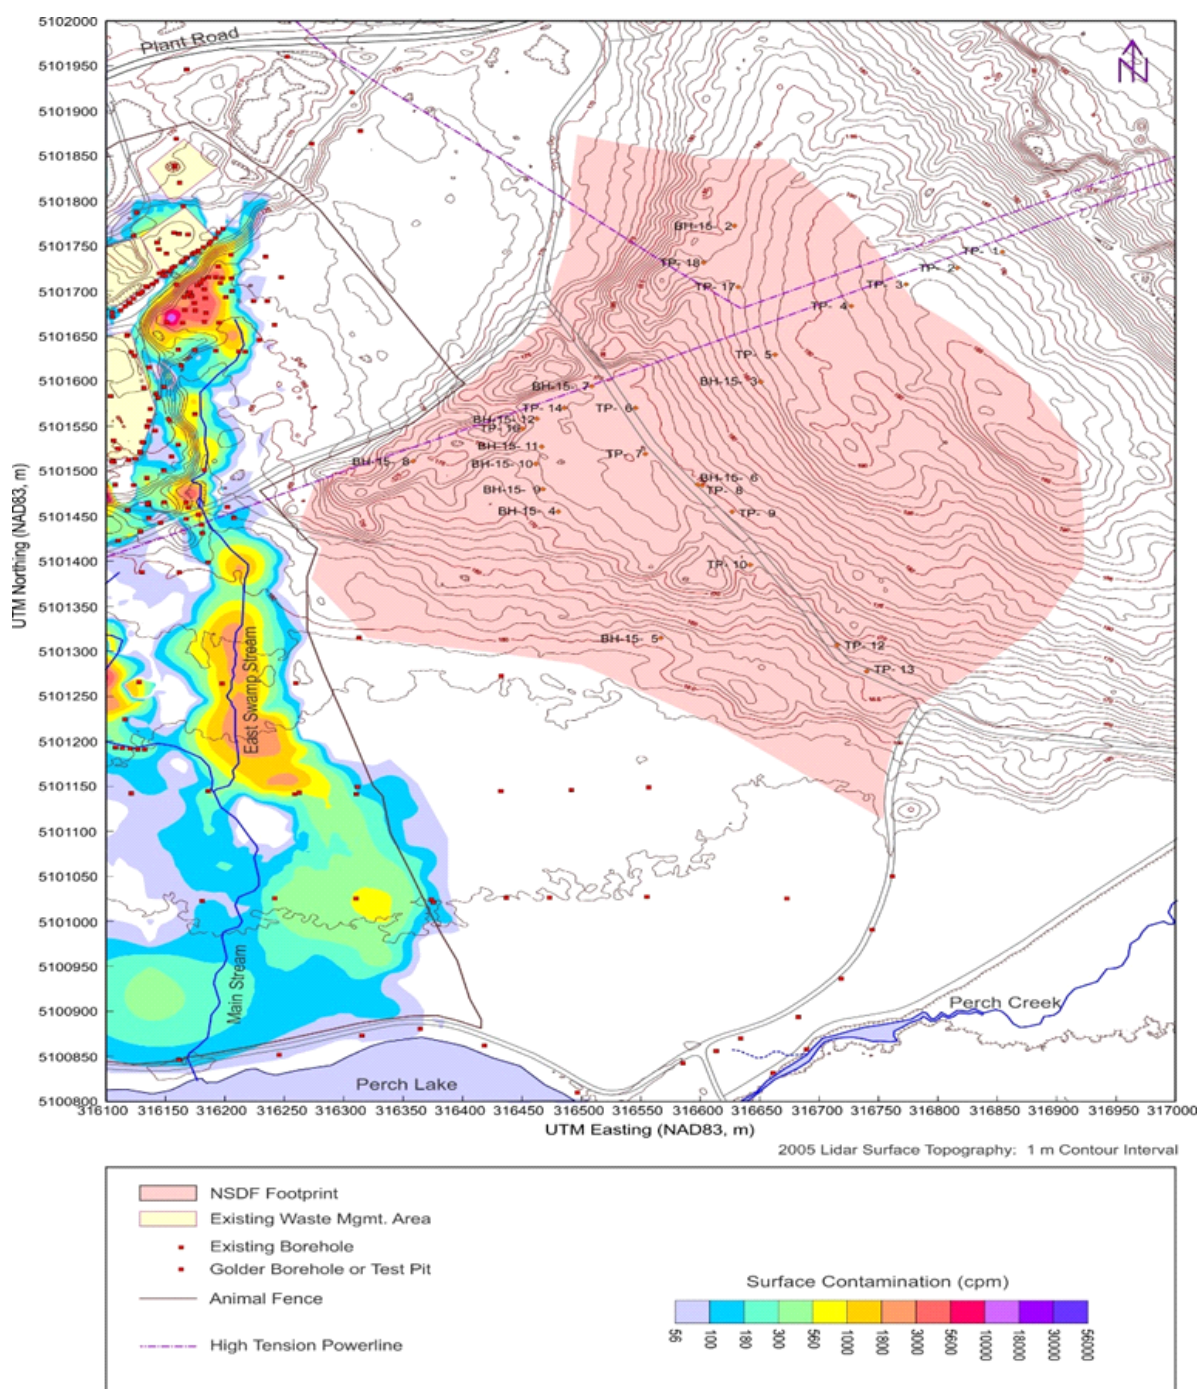 5102000
Plant Road
5101950
N
5101900
5101850
5101800
BH-15- 2
5101750
TP- 1
TP- 18
TP- 2
TP- 17
TP- 3
5101700
TP- 4
5101650
TP- 5
5101600
BH-15- 7
BH-15- 3
TP- 14
TP- 6
BH-15- 12
5101550
BH-15- 11
TP- 7
BH-15- 8
BH-15- 10
5101500
BH-15- 6
BH-15- 9
TP- 8
BH-15- 4
TP- 9
5101450
5101400
TP- 10
5101350
BH-15- 5
TP- 12
5101300
TP- 13
5101250
East Swamp Stream
5101200
5101150
5101100
5101050
5101000
5100950
Main Stream
Perch Creek
5100900
5100850
Perch Lake
5100800
UTM Northing (NAD83, m)
316100 316150 316200 316250 316300 316350 316400 316450 316500 316550 316600 316650 316700 316750 316800 316850 316900 316950 317000
UTM Easting (NAD83, m)
2005 Lidar Surface Topography: 1 m Contour Interval
NSDF Footprint
Existing Waste Mgmt. Area
Existing Borehole
Golder Borehole or Test Pit
Animal Fence
High Tension Powerline
Surface Contamination (cpm)
56 100 180 300 560 1000 1800 3000 5600 10000 18000 30000 56000